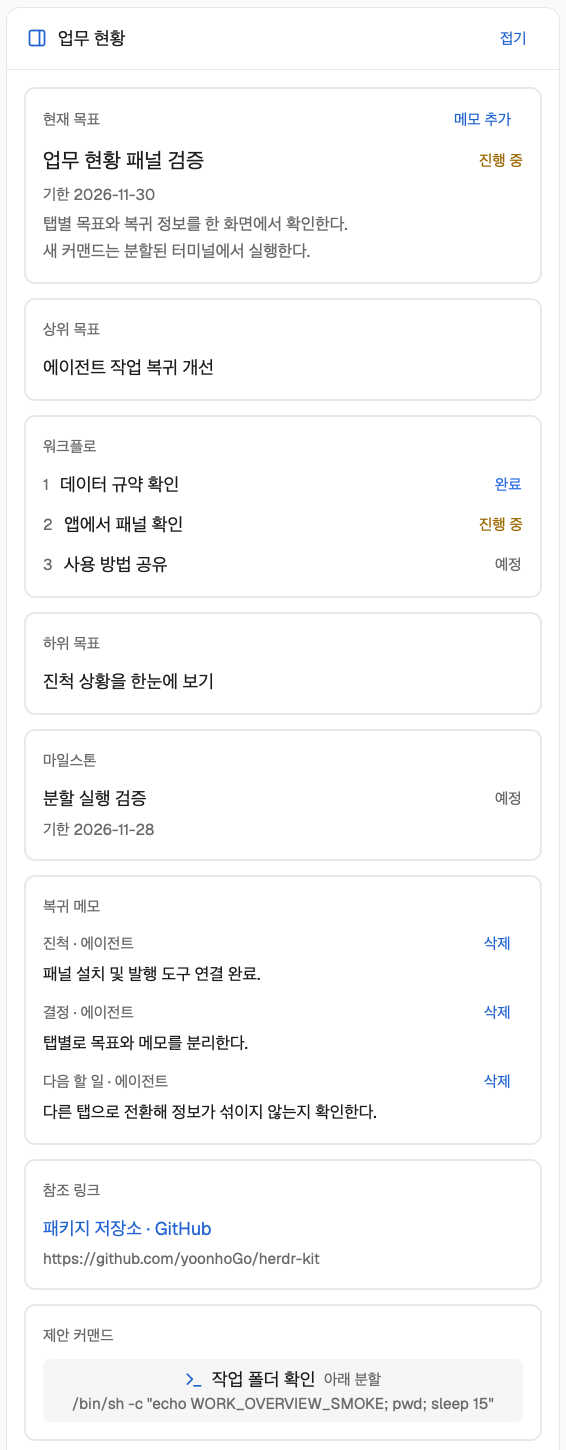 업무 현황
접기
현재 목표
메모 추가
업무 현황 패널 검증
진행 중
기한 2026-11-30
탭별 목표와 복귀 정보를 한 화면에서 확인한다.
새 커맨드는 분할된 터미널에서 실행한다.
상위 목표
에이전트 작업 복귀 개선
워크플로
1 데이터 규약 확인 완료
2 앱에서 패널 확인 진행 중
3 사용 방법 공유 예정
하위 목표
진척 상황을 한눈에 보기
마일스톤
분할 실행 검증 예정
기한 2026-11-28
복귀 메모
진척 · 에이전트 삭제
패널 설치 및 발행 도구 연결 완료.
결정 · 에이전트 삭제
탭별로 목표와 메모를 분리한다.
다음 할 일 · 에이전트 삭제
다른 탭으로 전환해 정보가 섞이지 않는지 확인한다.
참조 링크
패키지 저장소 · GitHub
https://github.com/yoonhoGo/herdr-kit
제안 커맨드
작업 폴더 확인 아래 분할
/bin/sh -c "echo WORK_OVERVIEW_SMOKE; pwd; sleep 15"